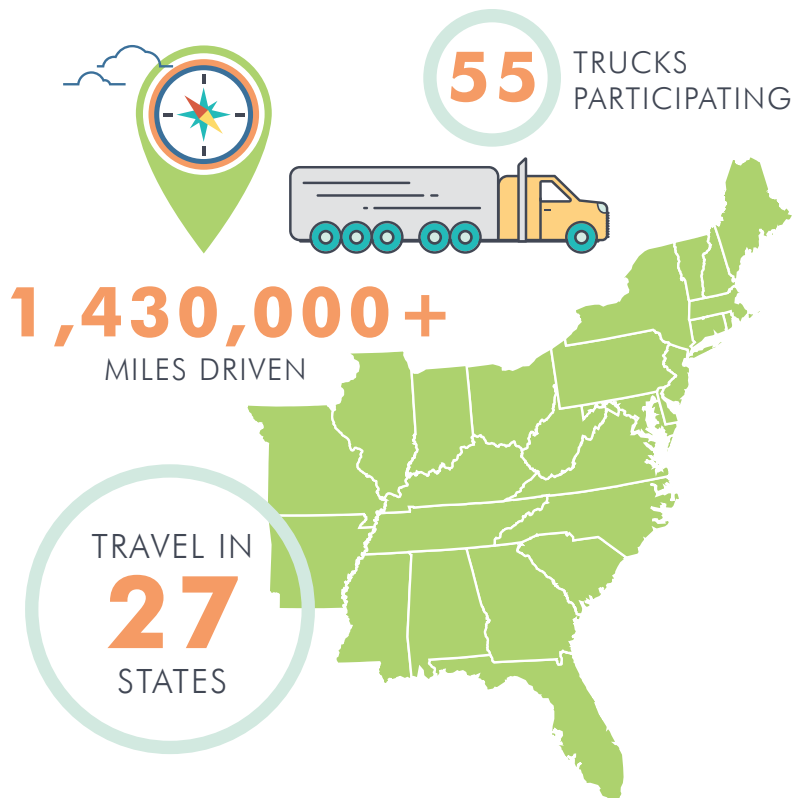 55
TRUCKS
PARTICIPATING
1,430,000+
MILES DRIVEN
TRAVEL IN
27
STATES